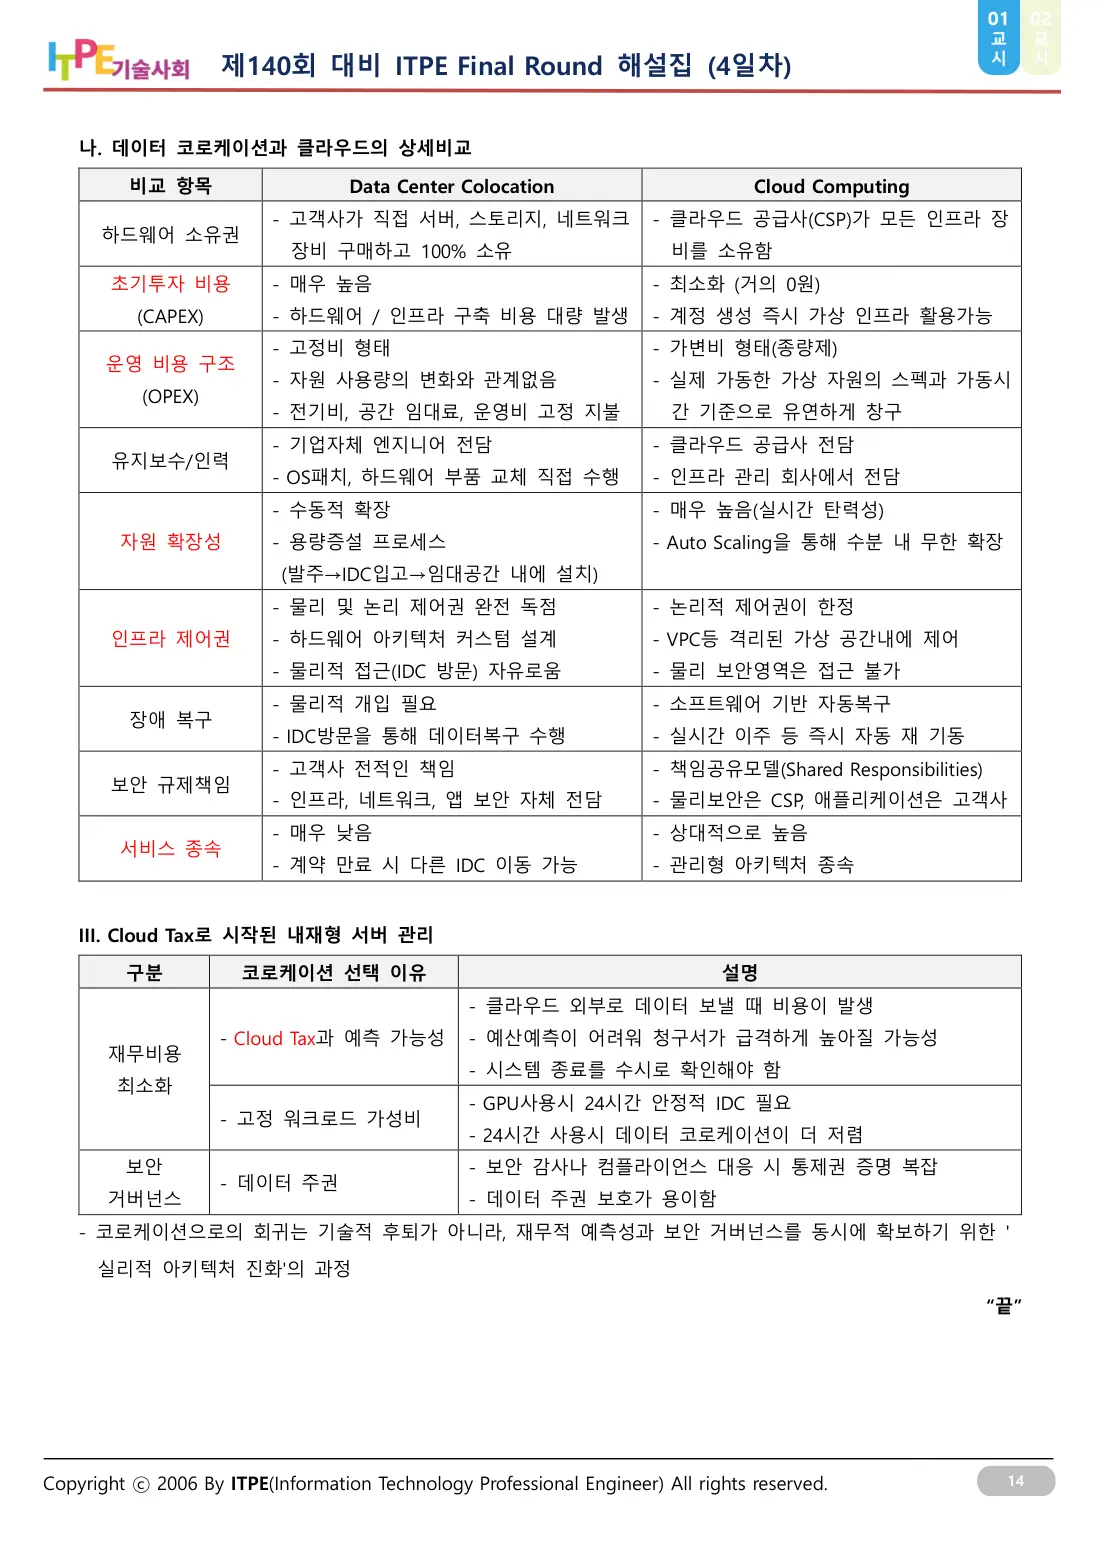 01
교
시
02
교
시
ITPE기술사회 제140회 대비 ITPE Final Round 해설집 (4일차)
나. 데이터 코로케이션과 클라우드의 상세비교
비교 항목 Data Center Colocation Cloud Computing
하드웨어 소유권
- 고객사가 직접 서버, 스토리지, 네트워크
장비 구매하고 100% 소유
- 클라우드 공급사(CSP)가 모든 인프라 장
비를 소유함
초기투자 비용
(CAPEX)
- 매우 높음
- 하드웨어 / 인프라 구축 비용 대량 발생
- 최소화 (거의 0원)
- 계정 생성 즉시 가상 인프라 활용가능
운영 비용 구조
(OPEX)
- 고정비 형태
- 자원 사용량의 변화와 관계없음
- 전기비, 공간 임대료, 운영비 고정 지불
- 가변비 형태(종량제)
- 실제 가동한 가상 자원의 스펙과 가동시
간 기준으로 유연하게 창구
유지보수/인력
- 기업자체 엔지니어 전담
- OS패치, 하드웨어 부품 교체 직접 수행
- 클라우드 공급사 전담
- 인프라 관리 회사에서 전담
자원 확장성
- 수동적 확장
- 용량증설 프로세스
(발주→IDC입고→임대공간 내에 설치)
- 매우 높음(실시간 탄력성)
- Auto Scaling을 통해 수분 내 무한 확장
인프라 제어권
- 물리 및 논리 제어권 완전 독점
- 하드웨어 아키텍처 커스텀 설계
- 물리적 접근(IDC 방문) 자유로움
- 논리적 제어권이 한정
- VPC등 격리된 가상 공간내에 제어
- 물리 보안영역은 접근 불가
장애 복구
- 물리적 개입 필요
- IDC방문을 통해 데이터복구 수행
- 소프트웨어 기반 자동복구
- 실시간 이주 등 즉시 자동 재 기동
보안 규제책임
- 고객사 전적인 책임
- 인프라, 네트워크, 앱 보안 자체 전담
- 책임공유모델(Shared Responsibilities)
- 물리보안은 CSP, 애플리케이션은 고객사
서비스 종속
- 매우 낮음
- 계약 만료 시 다른 IDC 이동 가능
- 상대적으로 높음
- 관리형 아키텍처 종속
III. Cloud Tax로 시작된 내재형 서버 관리
구분 코로케이션 선택 이유 설명
재무비용
최소화
- Cloud Tax과 예측 가능성
- 클라우드 외부로 데이터 보낼 때 비용이 발생
- 예산예측이 어려워 청구서가 급격하게 높아질 가능성
- 시스템 종료를 수시로 확인해야 함
- 고정 워크로드 가성비
- GPU사용시 24시간 안정적 IDC 필요
- 24시간 사용시 데이터 코로케이션이 더 저렴
보안
거버넌스
- 데이터 주권
- 보안 감사나 컴플라이언스 대응 시 통제권 증명 복잡
- 데이터 주권 보호가 용이함
- 코로케이션으로의 회귀는 기술적 후퇴가 아니라, 재무적 예측성과 보안 거버넌스를 동시에 확보하기 위한 '
실리적 아키텍처 진화'의 과정
“끝”
Copyright ⓒ 2006 By ITPE(Information Technology Professional Engineer) All rights reserved.
14